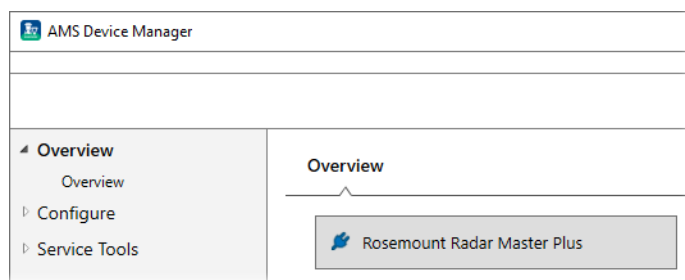 AMS Device Manager
Overview
Overview
Configure
Service Tools
Overview
Rosemount Radar Master Plus